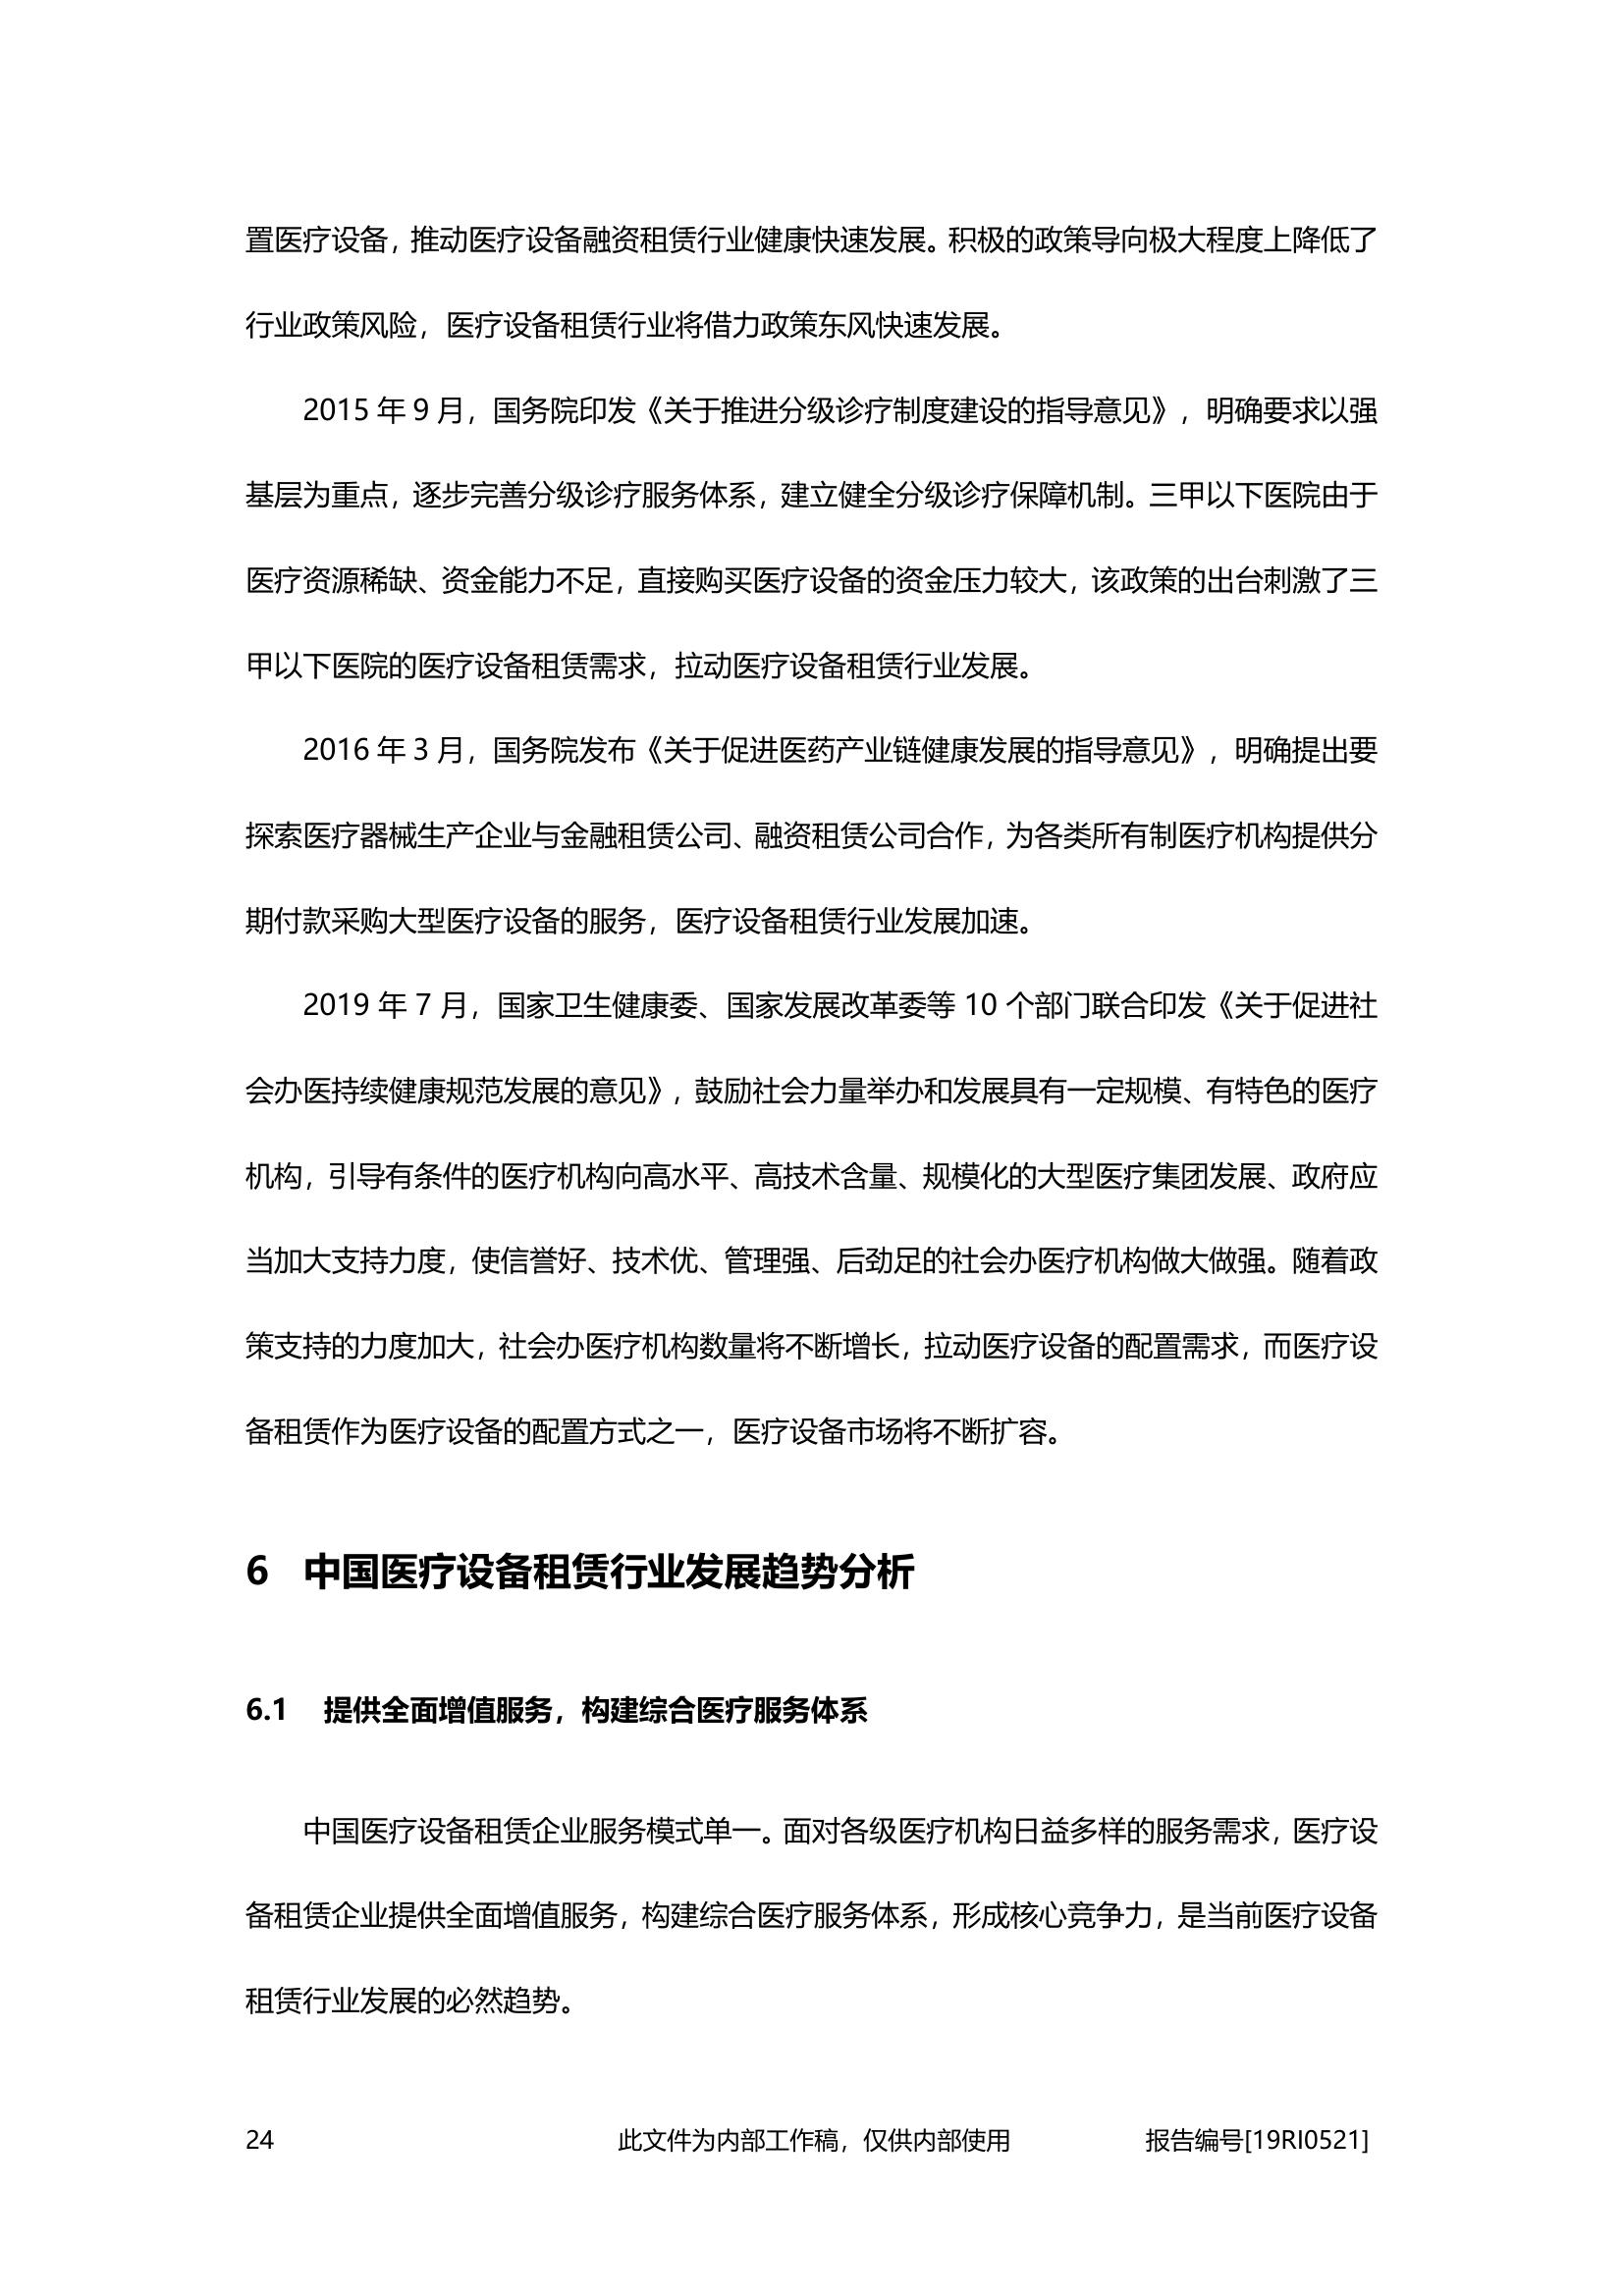 置医疗设备，推动医疗设备融资租赁行业健康快速发展。积极的政策导向极大程度上降低了
行业政策风险，医疗设备租赁行业将借力政策东风快速发展。
2015 年 9 月，国务院印发《关于推进分级诊疗制度建设的指导意见》，明确要求以强
基层为重点，逐步完善分级诊疗服务体系，建立健全分级诊疗保障机制。三甲以下医院由于
医疗资源稀缺、资金能力不足，直接购买医疗设备的资金压力较大，该政策的出台刺激了三
甲以下医院的医疗设备租赁需求，拉动医疗设备租赁行业发展。
2016 年 3 月，国务院发布《关于促进医药产业链健康发展的指导意见》，明确提出要
探索医疗器械生产企业与金融租赁公司、融资租赁公司合作，为各类所有制医疗机构提供分
期付款采购大型医疗设备的服务，医疗设备租赁行业发展加速。
2019 年 7 月，国家卫生健康委、国家发展改革委等 10 个部门联合印发《关于促进社
会办医持续健康规范发展的意见》，鼓励社会力量举办和发展具有一定规模、有特色的医疗
机构，引导有条件的医疗机构向高水平、高技术含量、规模化的大型医疗集团发展、政府应
当加大支持力度，使信誉好、技术优、管理强、后劲足的社会办医疗机构做大做强。随着政
策支持的力度加大，社会办医疗机构数量将不断增长，拉动医疗设备的配置需求，而医疗设
备租赁作为医疗设备的配置方式之一，医疗设备市场将不断扩容。
6 中国医疗设备租赁行业发展趋势分析
6.1 提供全面增值服务，构建综合医疗服务体系
中国医疗设备租赁企业服务模式单一。面对各级医疗机构日益多样的服务需求，医疗设
备租赁企业提供全面增值服务，构建综合医疗服务体系，形成核心竞争力，是当前医疗设备
租赁行业发展的必然趋势。
24 此文件为内部工作稿，仅供内部使用 报告编号[19RI0521]